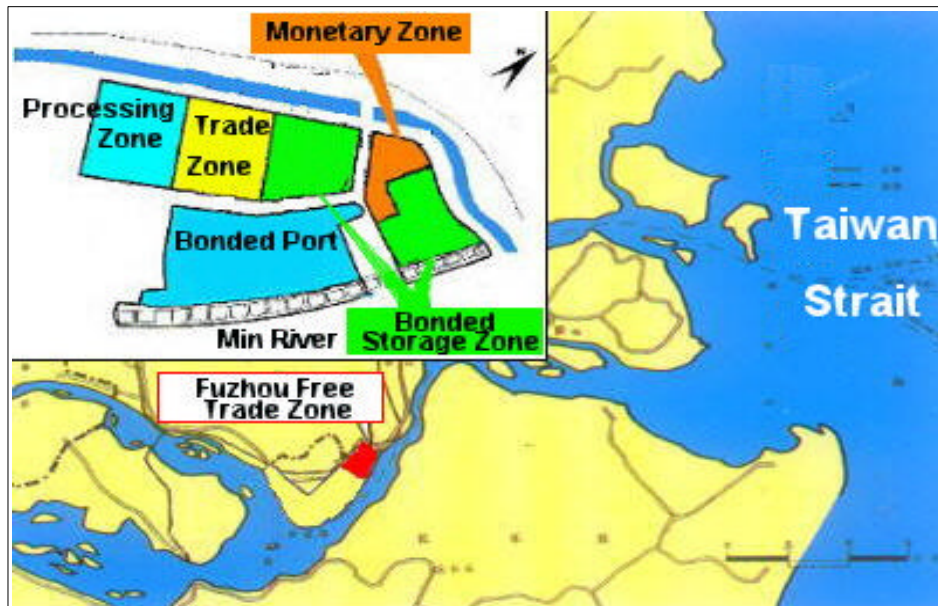 Monetary Zone
N
Processing
Zone
Trade
Zone
Bonded Port
Min River
Bonded
Storage Zone
Taiwan
Strait
Fuzhou Free
Trade Zone